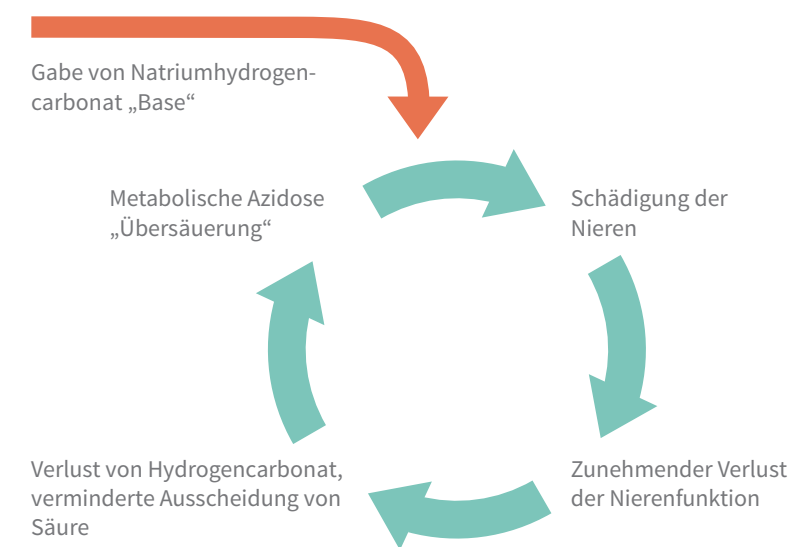 Gabe von Natriumhydrogen-
carbonat „Base“
Metabolische Azidose
„Übersäuerung“
Schädigung der
Nieren
Zunehmender Verlust
der Nierenfunktion
Verlust von Hydrogencarbonat,
verminderte Ausscheidung von
Säure